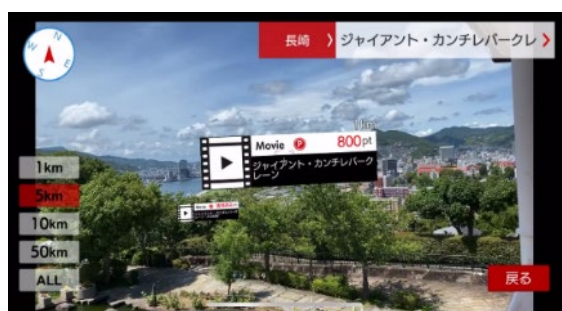 N
W
E
S
長崎 〉 ジャイアント・カンチレバークレ 〉
1km
Movie P 800pt
ジャイアント・カンチレバーク
レーン
Movie
1km
5km
10km
50km
ALL
戻る